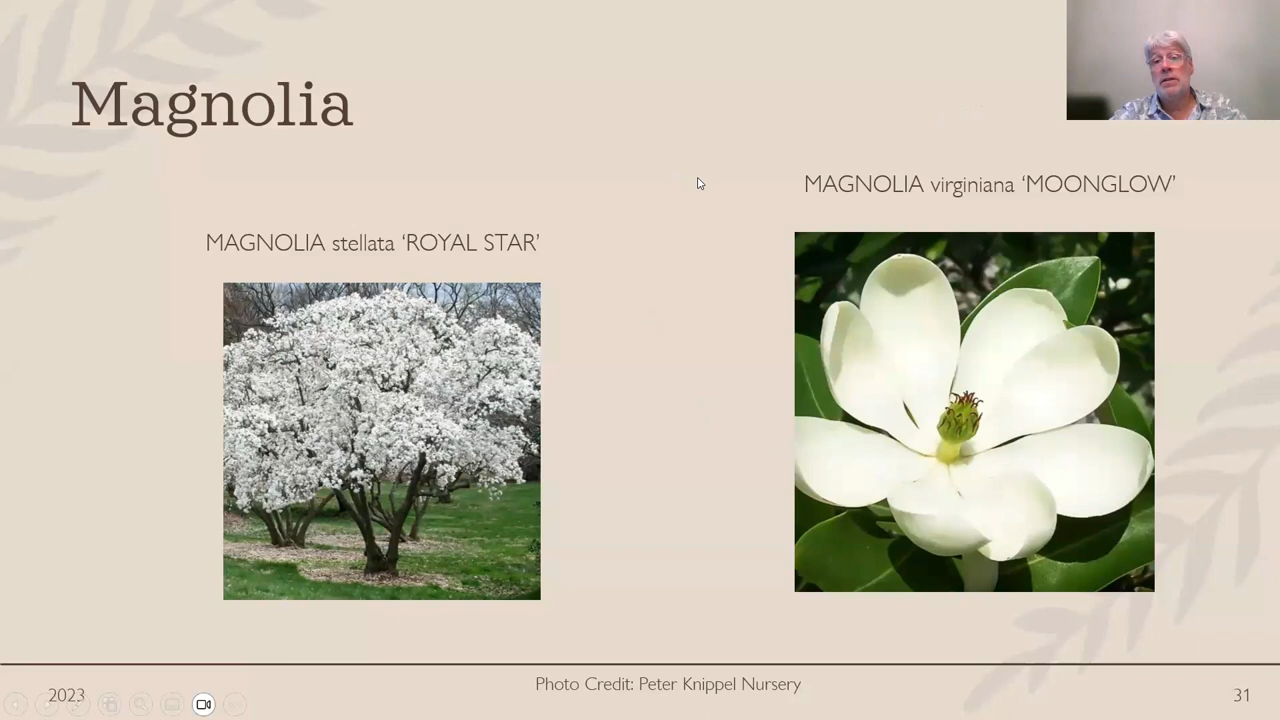 Magnolia
MAGNOLIA virginiana ‘MOONGLOW’
MAGNOLIA stellata ‘ROYAL STAR’
Photo Credit: Peter Knippel Nursery
2023
31